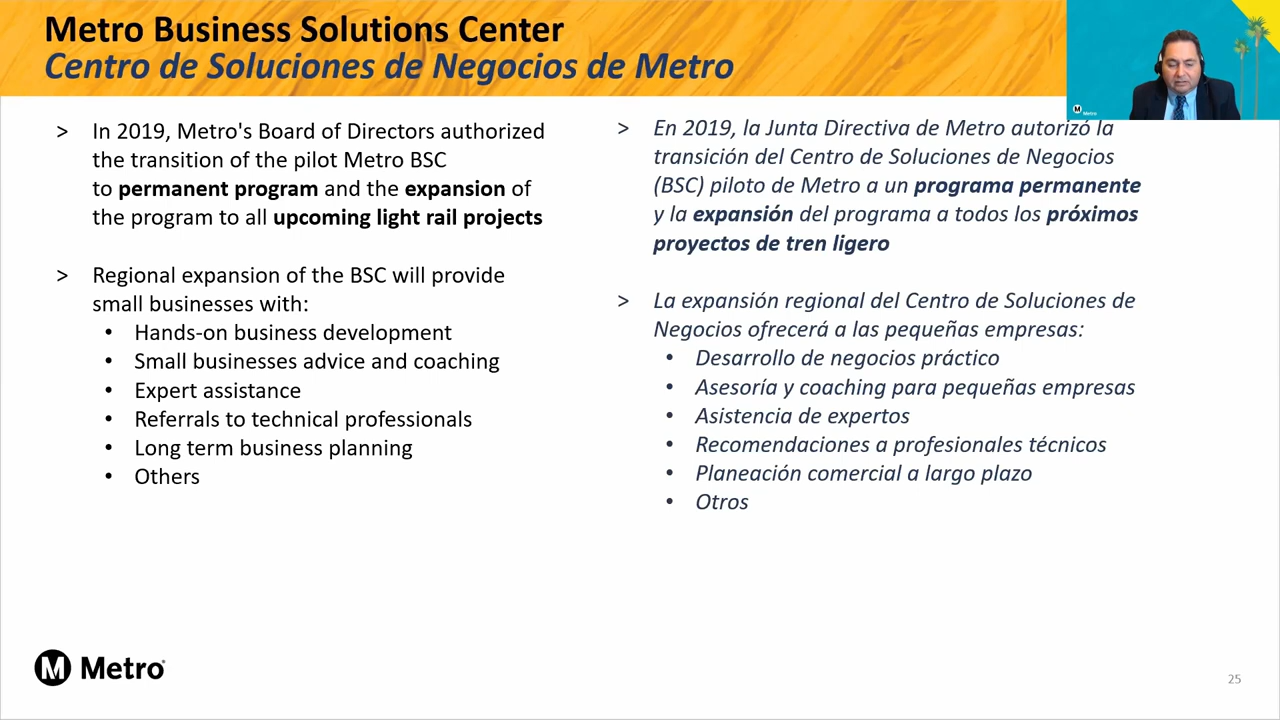 Metro Business Solutions Center
Centro de Soluciones de Negocios de Metro
M
Metro
> In 2019, Metro's Board of Directors authorized
the transition of the pilot Metro BSC
to permanent program and the expansion of
the program to all upcoming light rail projects
> Regional expansion of the BSC will provide
small businesses with:
• Hands-on business development
• Small businesses advice and coaching
• Expert assistance
• Referrals to technical professionals
• Long term business planning
• Others
> En 2019, la Junta Directiva de Metro autorizó la
transición del Centro de Soluciones de Negocios
(BSC) piloto de Metro a un programa permanente
y la expansión del programa a todos los próximos
proyectos de tren ligero
> La expansión regional del Centro de Soluciones de
Negocios ofrecerá a las pequeñas empresas:
• Desarrollo de negocios práctico
• Asesoría y coaching para pequeñas empresas
• Asistencia de expertos
• Recomendaciones a profesionales técnicos
• Planeación comercial a largo plazo
• Otros
M Metro
25